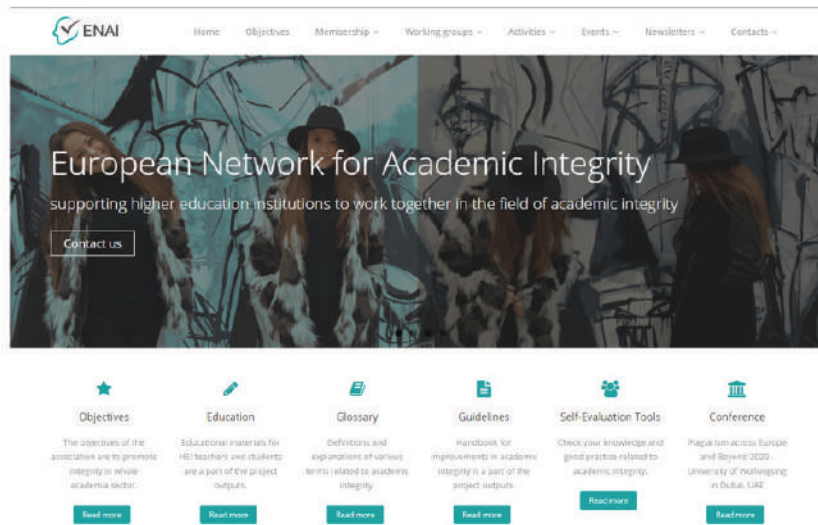 ENAI
Home Objectives Membership Working groups Activities Events Newsletters Contacts
European Network for Academic Integrity
supporting higher education institutions to work together in the field of academic integrity
Contact us
Objectives
The objectives of the
association are to promote
integrity in whole
academia sector.
Read more
Education
Educational materials for
HEI teachers and students
are a part of the project
outputs.
Read more
Glossary
Definitions and
explanations of various
terms related to academic
integrity.
Read more
Guidelines
Handbook for
improvements in academic
integrity is a part of the
project outputs.
Read more
Self-Evaluation Tools
Check your knowledge and
good practice related to
academic integrity.
Read more
Conference
Plagiarism across Europe
and Beyond 2020 -
University of Wollongong
in Dubai, UAE
Read more